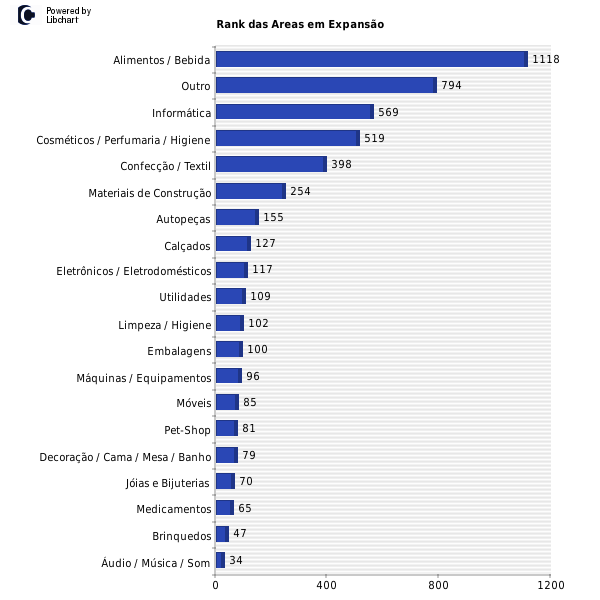 Powered by
Libchart
Rank das Areas em Expansão
Alimentos / Bebida 1118
Outro 794
Informática 569
Cosméticos / Perfumaria / Higiene 519
Confecção / Textil 398
Materiais de Construção 254
Autopeças 155
Calçados 127
Eletrônicos / Eletrodomésticos 117
Utilidades 109
Limpeza / Higiene 102
Embalagens 100
Máquinas / Equipamentos 96
Móveis 85
Pet-Shop 81
Decoração / Cama / Mesa / Banho 79
Jóias e Bijuterias 70
Medicamentos 65
Brinquedos 47
Áudio / Música / Som 34
0 400 800 1200